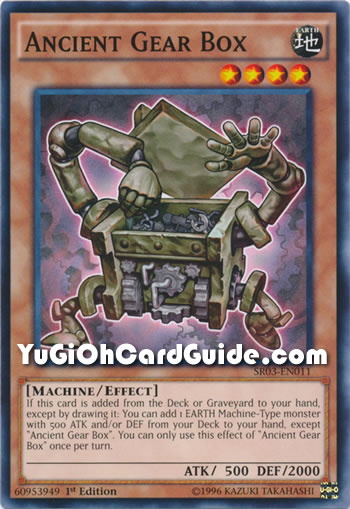 ANCIENT GEAR BOX
EARTH
地
YuGiOhCardGuide.com
SR03-EN011
[MACHINE/EFFECT]
If this card is added from the Deck or Graveyard to your hand,
except by drawing it: You can add 1 EARTH Machine-Type monster
with 500 ATK and/or DEF from your Deck to your hand, except
"Ancient Gear Box". You can only use this effect of "Ancient Gear
Box" once per turn.
ATK/ 500 DEF/2000
60953949 1st Edition ©1996 KAZUKI TAKAHASHI